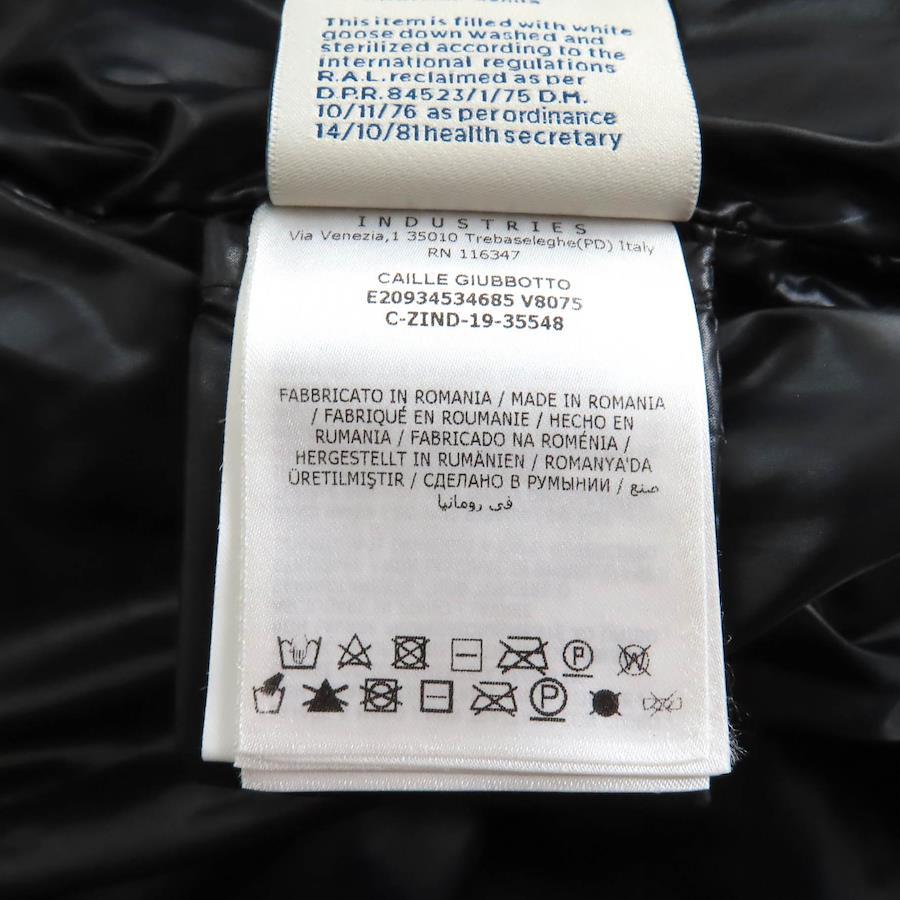 This item is filled with white
goose down washed and
sterilized according to the
international regulations
R.A.L. reclaimed as per
D.P.R. 845 23/1/75 D.M.
10/11/76 as per ordinance
14/10/81 health secretary
INDUSTRIES
Via Venezia,1 35010 Trebaseleghe(PD) Italy
RN 116347
CAILLE GIUBBOTTO
E20934534685 V8075
C-ZIND-19-35548
FABBRICATO IN ROMANIA / MADE IN ROMANIA
/ FABRIQUÉ EN ROUMANIE / HECHO EN
RUMANIA / FABRICADO NA ROMÉNIA /
HERGESTELLT IN RUMÄNIEN / ROMANYA'DA
ÜRETILMIŞTIR / СДЕЛАНО В РУМЫНИИ / صنع
في رومانيا
P W
P